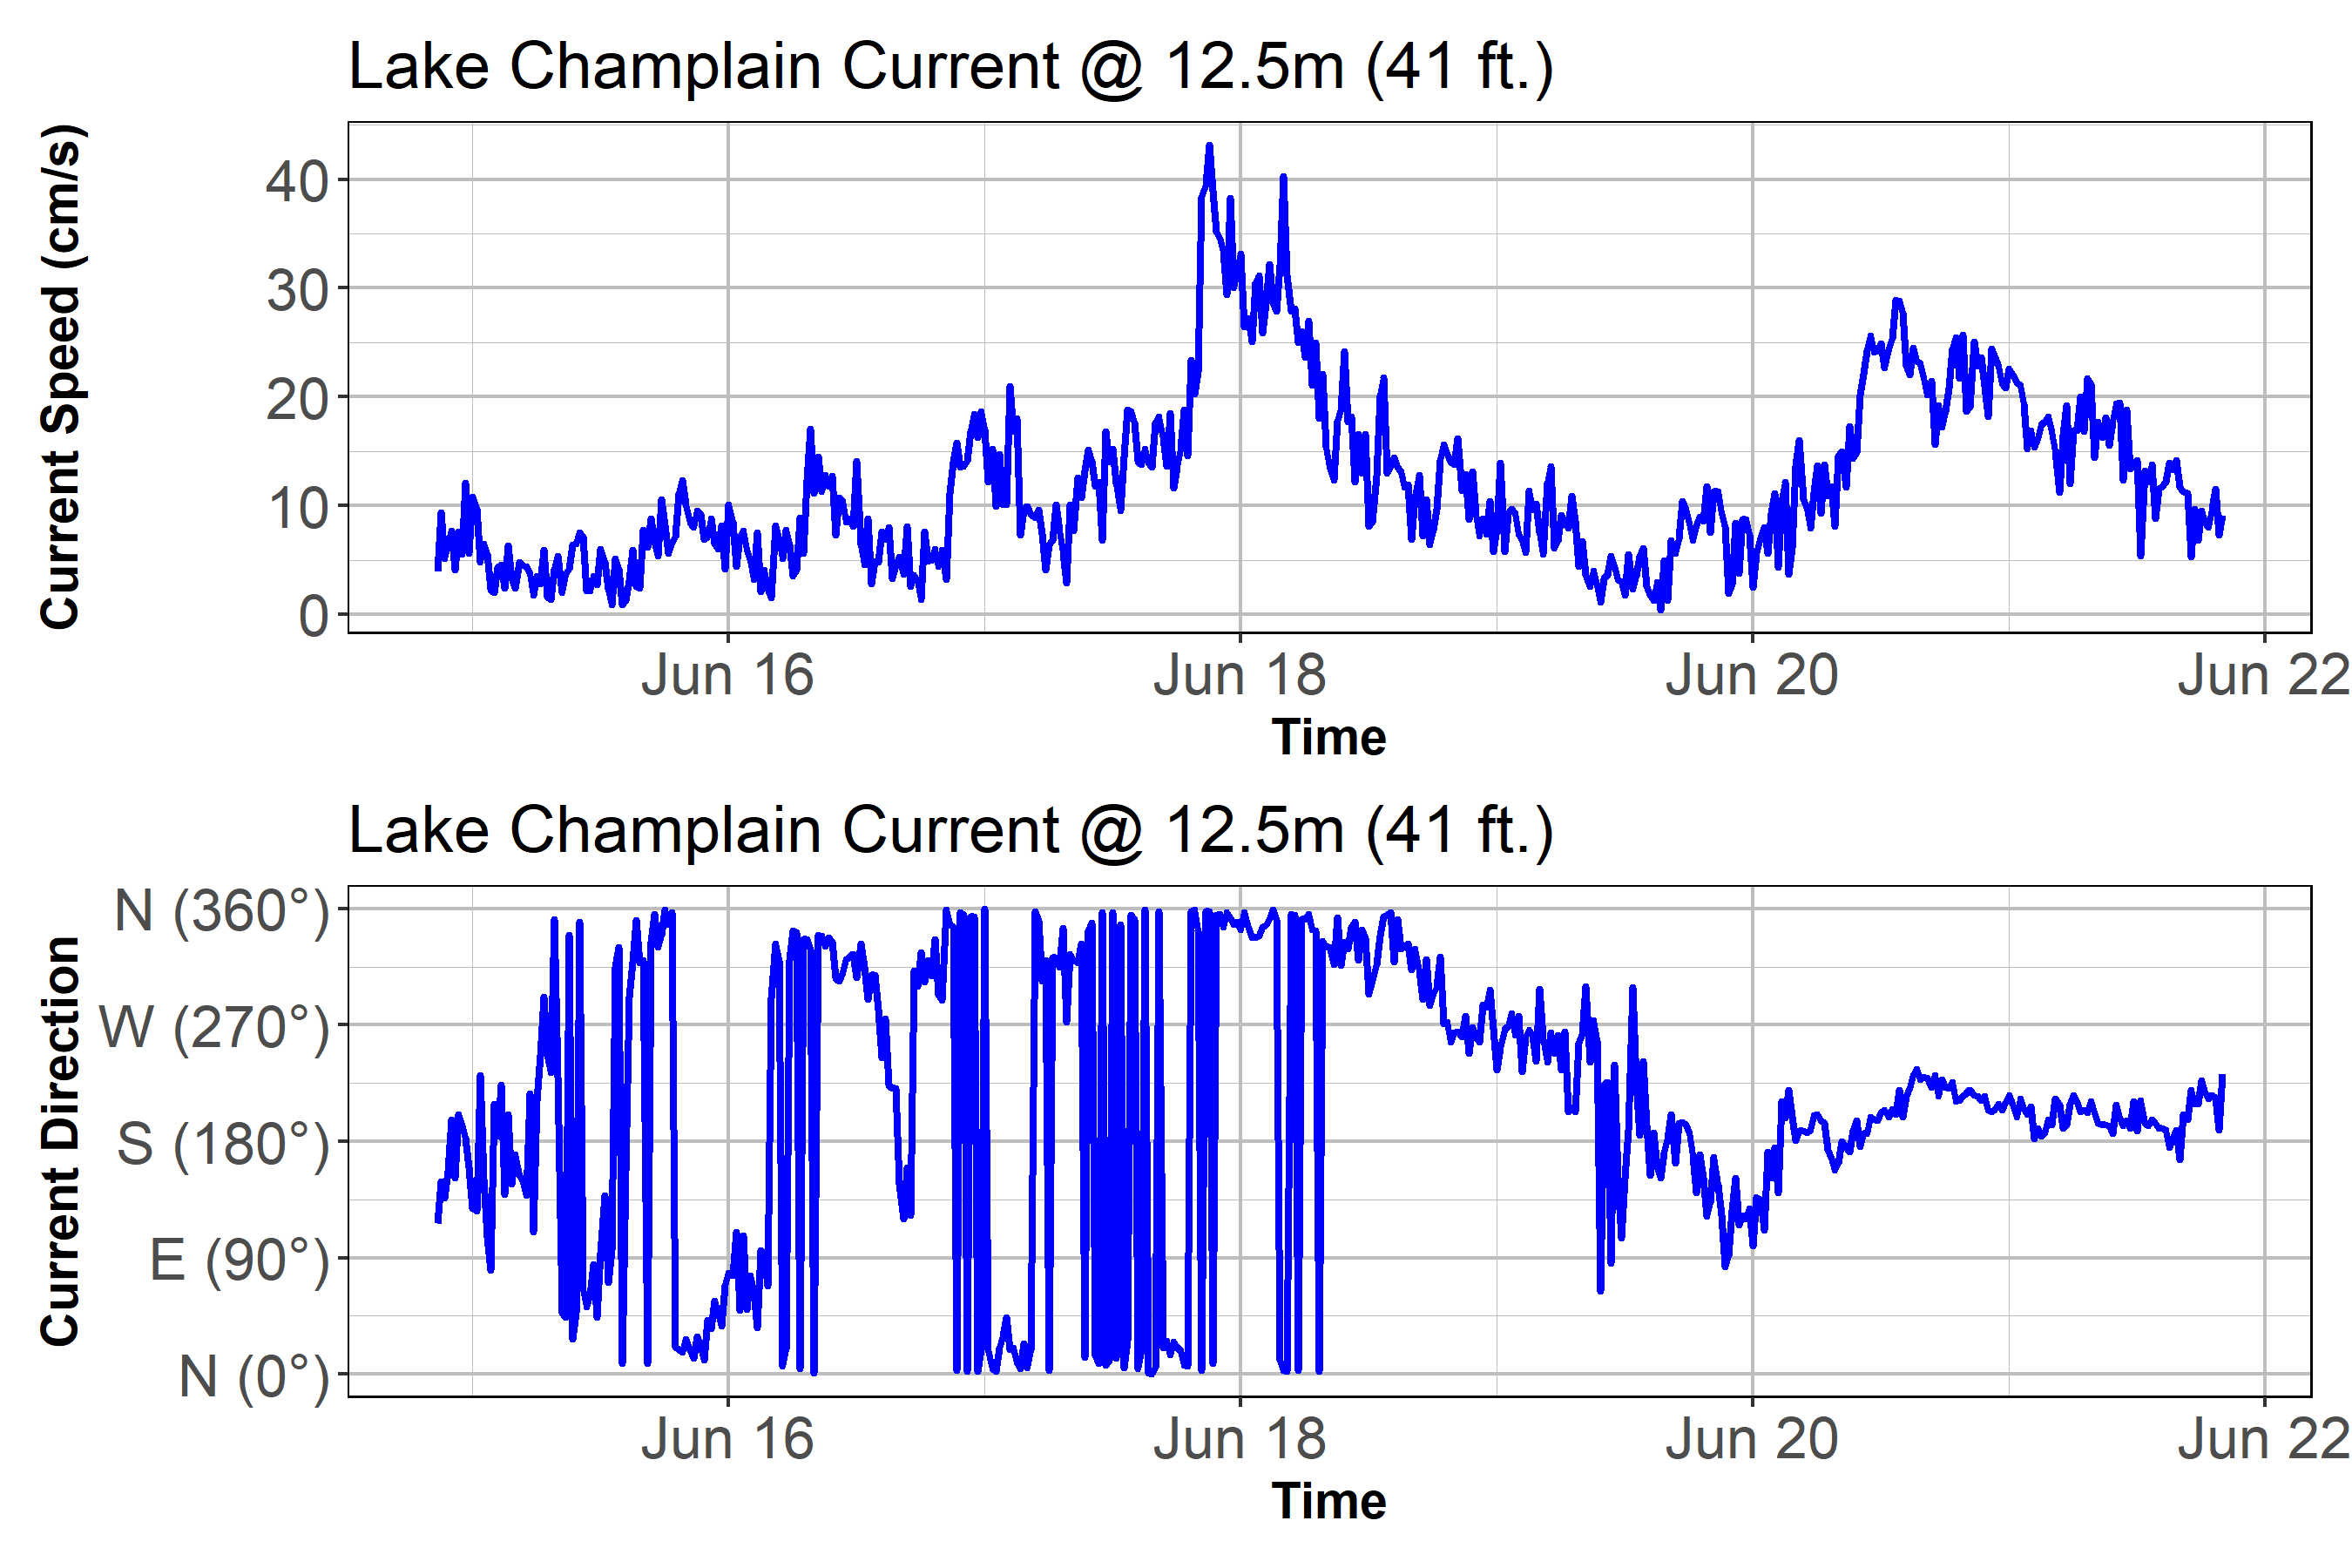 Lake Champlain Current @ 12.5m (41 ft.)
Current Speed (cm/s)
40
30
20
10
0
Jun 16 Jun 18 Jun 20 Jun 22
Time
Lake Champlain Current @ 12.5m (41 ft.)
Current Direction
N (360°)
W (270°)
S (180°)
E (90°)
N (0°)
Jun 16 Jun 18 Jun 20 Jun 22
Time